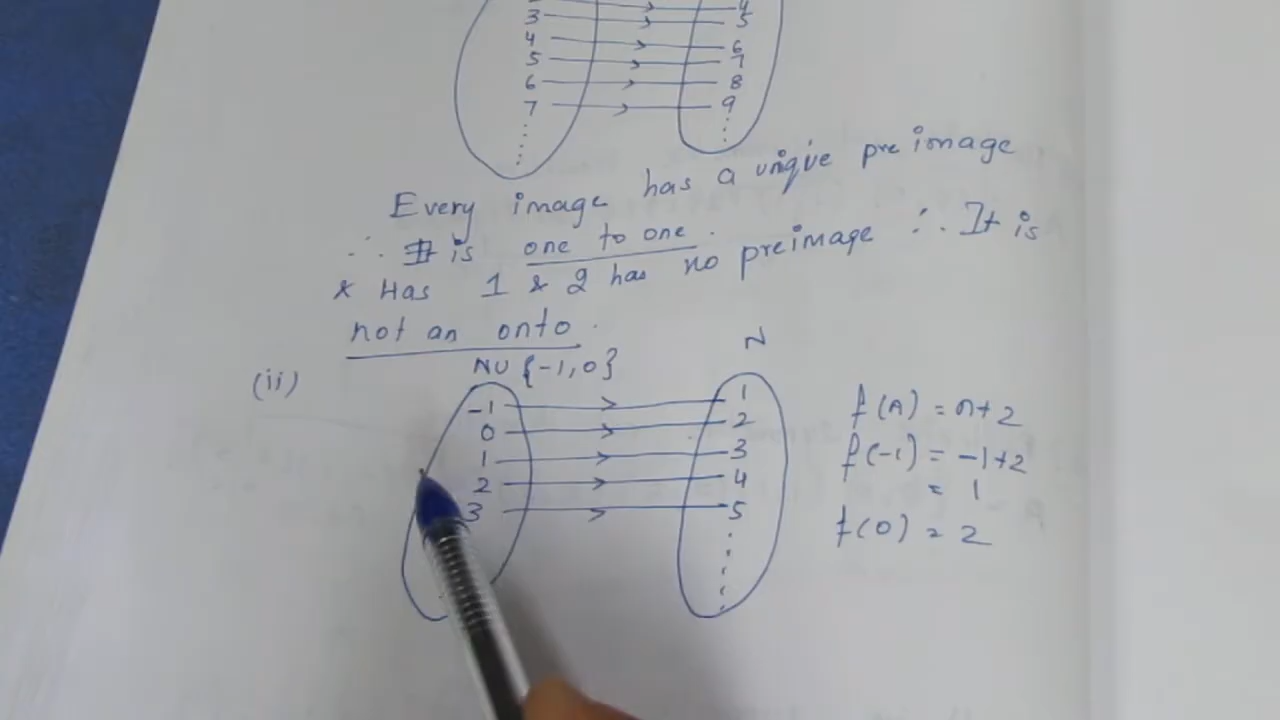 3 5
4 6
5 7
6 8
7 9
Every image has a unique pre image
∴ It is one to one.
& Has 1 & 2 has no preimage ∴ It is
not an onto.
(ii) NU {-1,0} N
-1 1
0 2
1 3
2 4
3 5
f(n) = n+2
f(-1) = -1+2
= 1
f(0) = 2